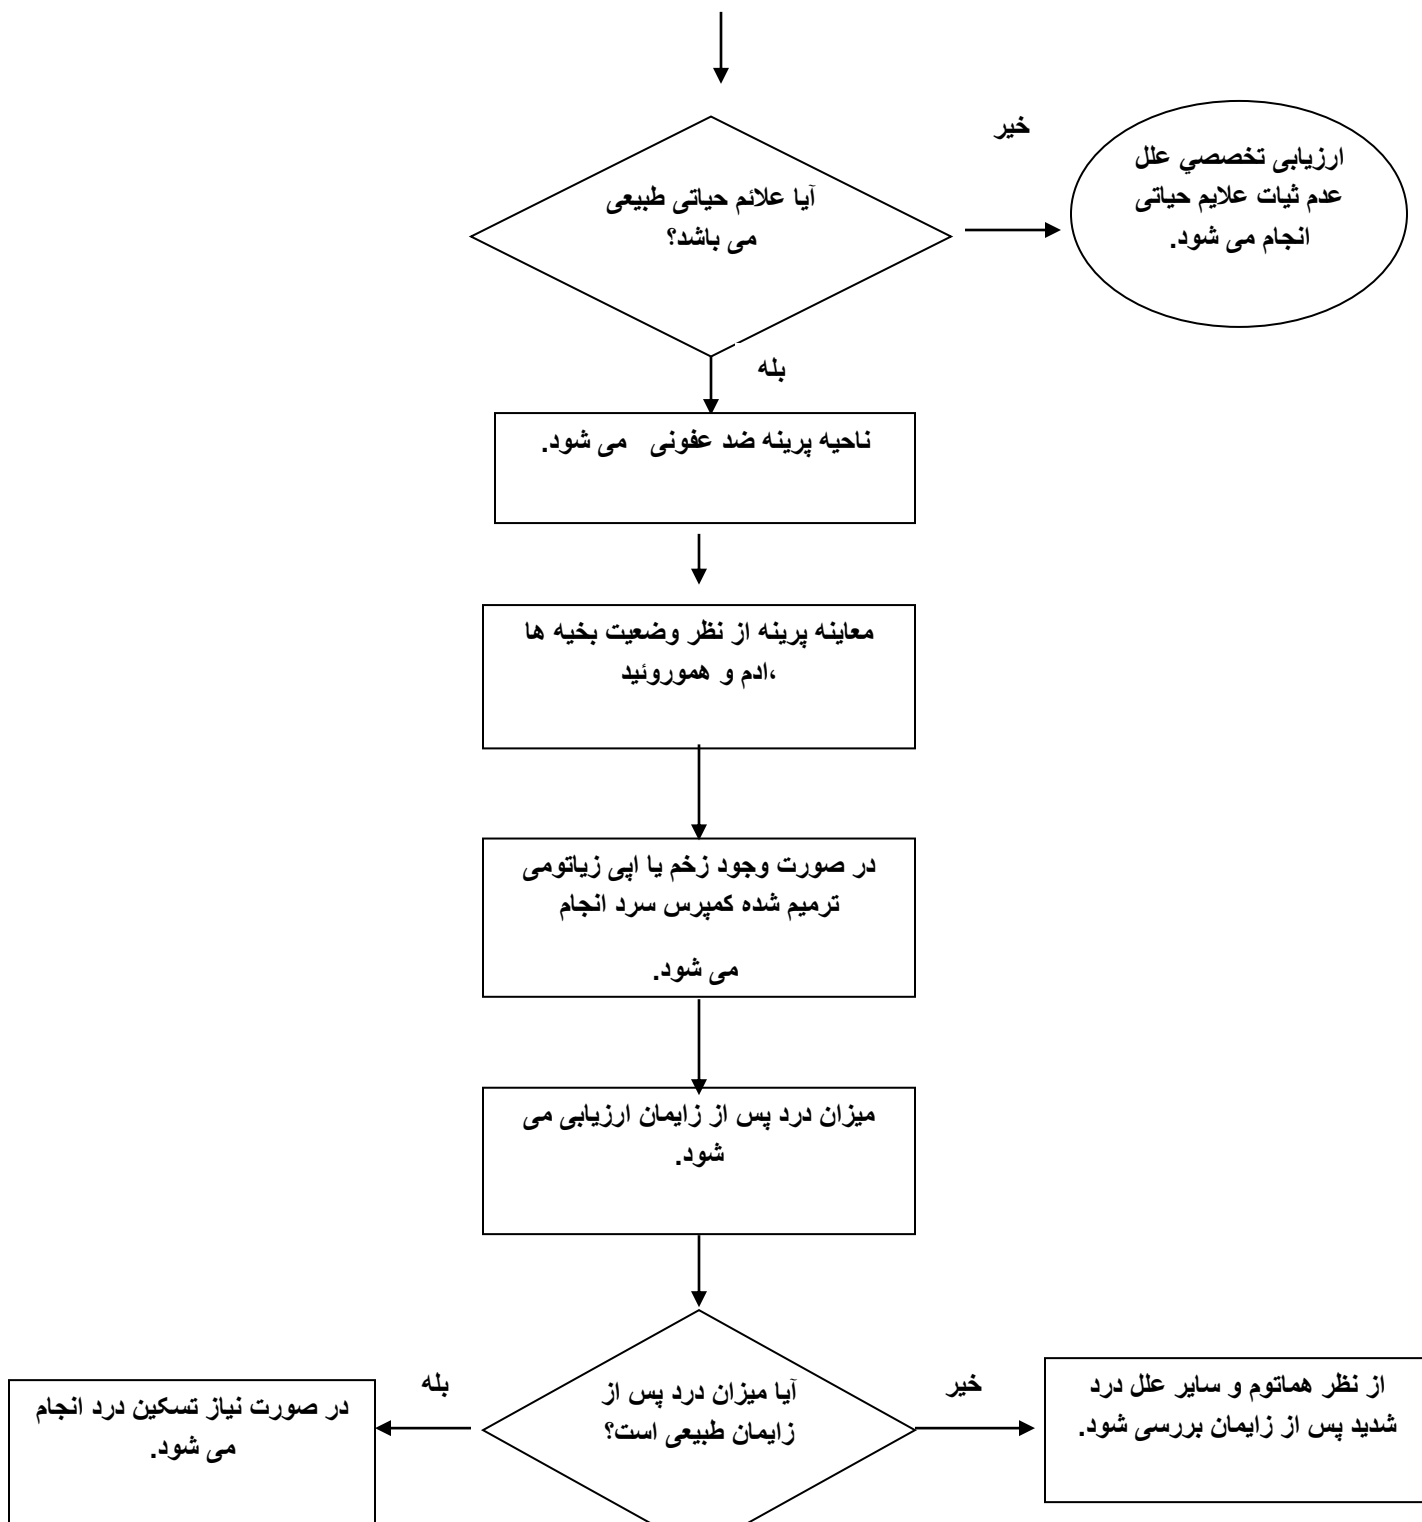 خیر
ارزیابی تخصصي علل
عدم ثیات علایم حیاتی
انجام می شود.
آیا علائم حیاتی طبیعی
می باشد؟
بله
ناحیه پرینه ضد عفونی می شود.
معاینه پرینه از نظر وضعیت بخیه ها
،ادم و هموروئید
در صورت وجود زخم یا اپی زیاتومی
ترمیم شده کمپرس سرد انجام
می شود.
میزان درد پس از زایمان ارزیابی می
شود.
آیا میزان درد پس از
زایمان طبیعی است؟
خیر
از نظر هماتوم و سایر علل درد
شدید پس از زایمان بررسی شود.
بله
در صورت نیاز تسکین درد انجام
می شود.